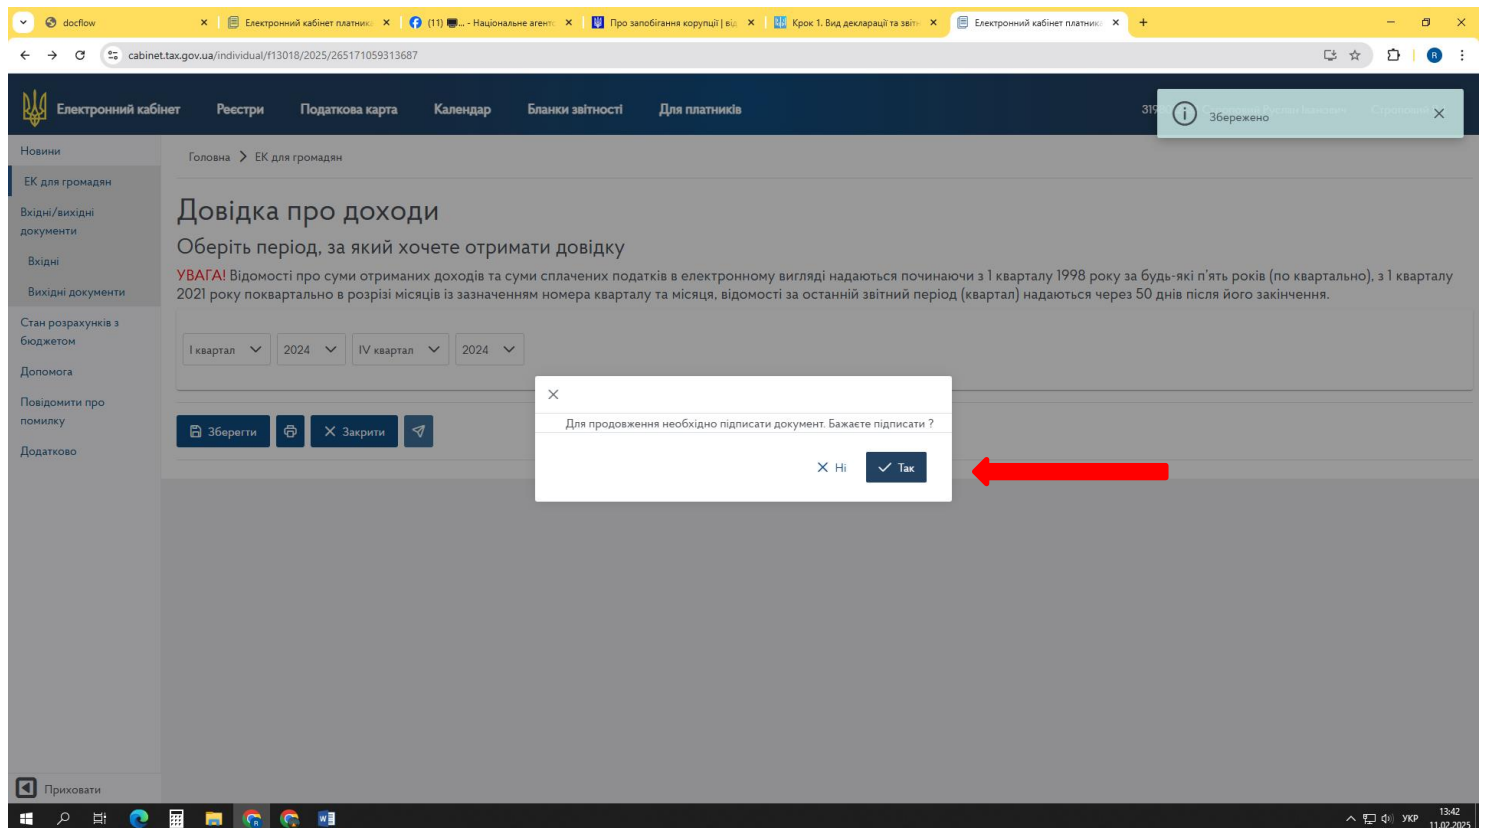 docflow
Електронний кабінет платника
(11) ... - Національне агентс
Про запобігання корупції | від
Крок 1. Вид декларації та звітн
Електронний кабінет платника
cabinet.tax.gov.ua/individual/f13018/2025/265171059313687
R
Електронний кабінет
Реєстри
Податкова карта
Календар
Бланки звітності
Для платників
Збережено
Новини
ЕК для громадян
Вхідні/вихідні
документи
Вхідні
Вихідні документи
Стан розрахунків з
бюджетом
Допомога
Повідомити про
помилку
Додатково
Приховати
Головна > ЕК для громадян
Довідка про доходи
Оберіть період, за який хочете отримати довідку
УВАГА! Відомості про суми отриманих доходів та суми сплачених податків в електронному вигляді надаються починаючи з 1 кварталу 1998 року за будь-які п'ять років (по квартально), з 1 кварталу
2021 року поквартально в розрізі місяців із зазначенням номера кварталу та місяця, відомості за останній звітний період (квартал) надаються через 50 днів після його закінчення.
І квартал 2024 IV квартал 2024
Зберегти Закрити
Для продовження необхідно підписати документ. Бажаєте підписати ?
Ні Так
УКР
13:42
11.02.2025